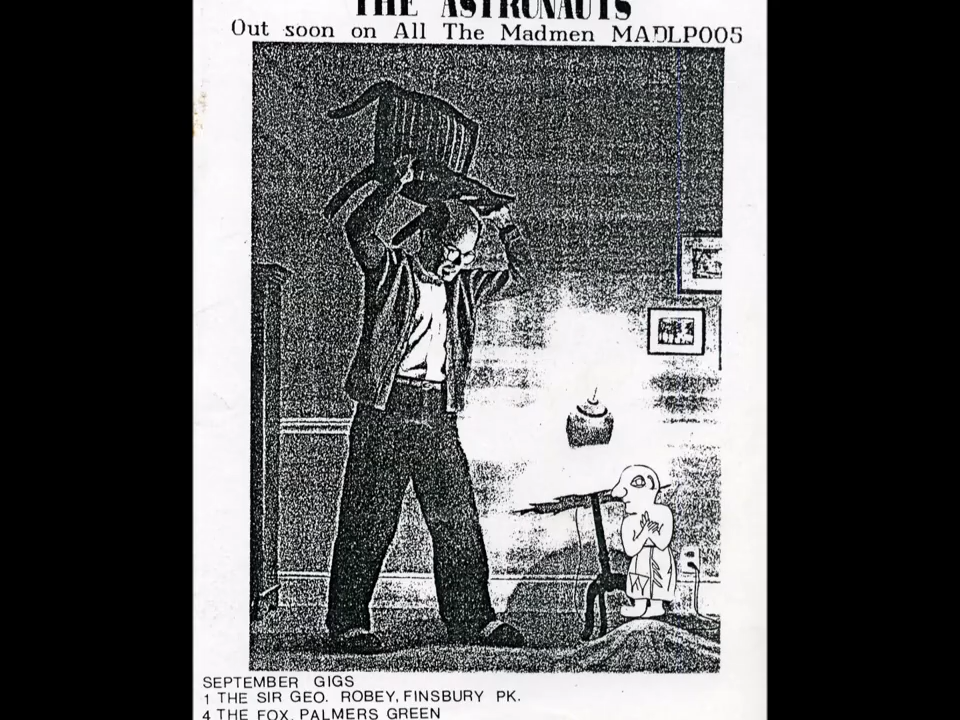 THE ASTRONAUTS
Out soon on All The Madmen MADLP005
SEPTEMBER GIGS
1 THE SIR GEO. ROBEY, FINSBURY PK.
4 THE FOX, PALMERS GREEN